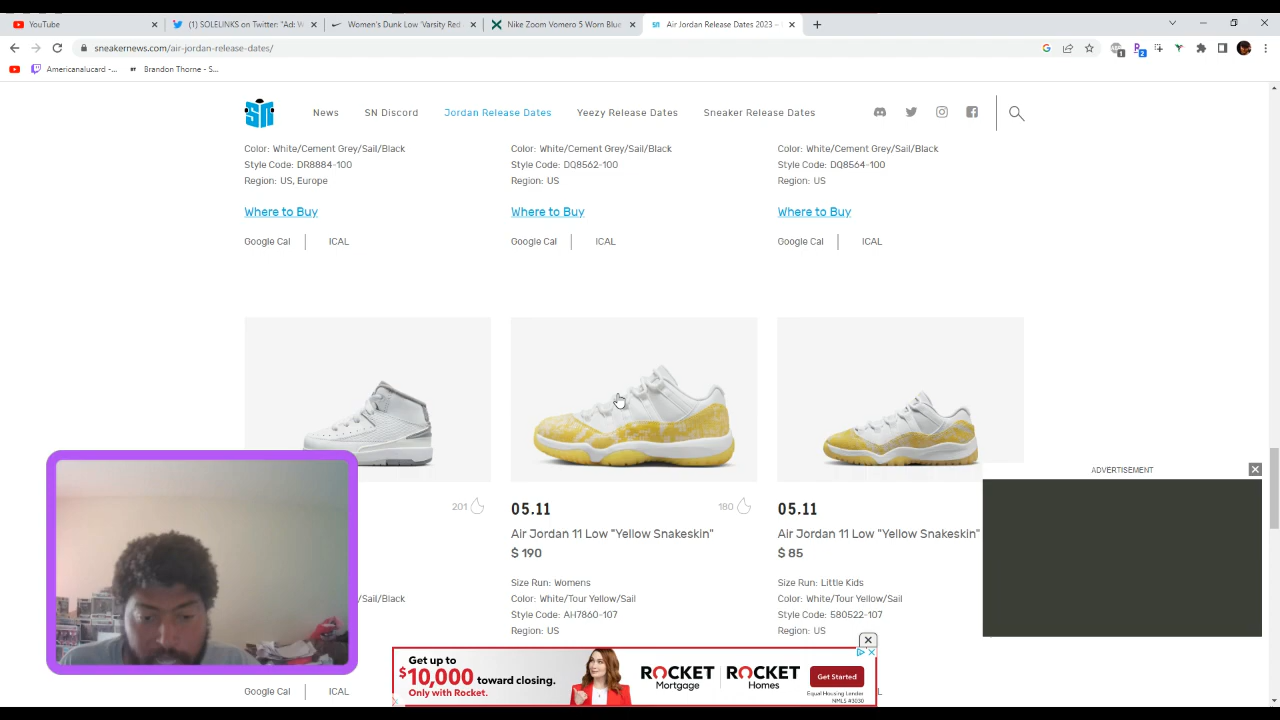 YouTube
(1) SOLELINKS on Twitter: "Ad: W
Women's Dunk Low 'Varsity Red
Nike Zoom Vomero 5 Worn Blue
Air Jordan Release Dates 2023 –
sneakernews.com/air-jordan-release-dates/
Americanalucard -...
BT Brandon Thorne - S...
SN
News
SN Discord
Jordan Release Dates
Yeezy Release Dates
Sneaker Release Dates
Color: White/Cement Grey/Sail/Black
Style Code: DR8884-100
Region: US, Europe
Where to Buy
Google Cal
ICAL
Color: White/Cement Grey/Sail/Black
Style Code: DQ8562-100
Region: US
Where to Buy
Google Cal
ICAL
Color: White/Cement Grey/Sail/Black
Style Code: DQ8564-100
Region: US
Where to Buy
Google Cal
ICAL
201
/Sail/Black
Google Cal
ICAL
05.11
180
Air Jordan 11 Low "Yellow Snakeskin"
$ 190
Size Run: Womens
Color: White/Tour Yellow/Sail
Style Code: AH7860-107
Region: US
05.11
Air Jordan 11 Low "Yellow Snakeskin"
$ 85
Size Run: Little Kids
Color: White/Tour Yellow/Sail
Style Code: 580522-107
Region: US
ADVERTISEMENT
Get up to
$10,000 toward closing.
Only with Rocket.
ROCKET Mortgage
ROCKET Homes
Get Started
Equal Housing Lender
NMLS #3030